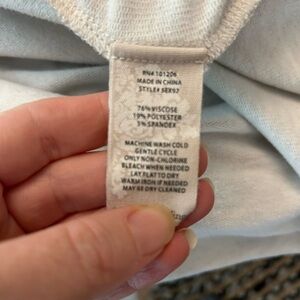 RN# 101206
MADE IN CHINA
STYLE# SEX97
76% VISCOSE
19% POLYESTER
5% SPANDEX
MACHINE WASH COLD
GENTLE CYCLE
ONLY NON-CHLORINE
BLEACH WHEN NEEDED
LAY FLAT TO DRY
WARM IRON IF NEEDED
MAY BE DRY CLEANED